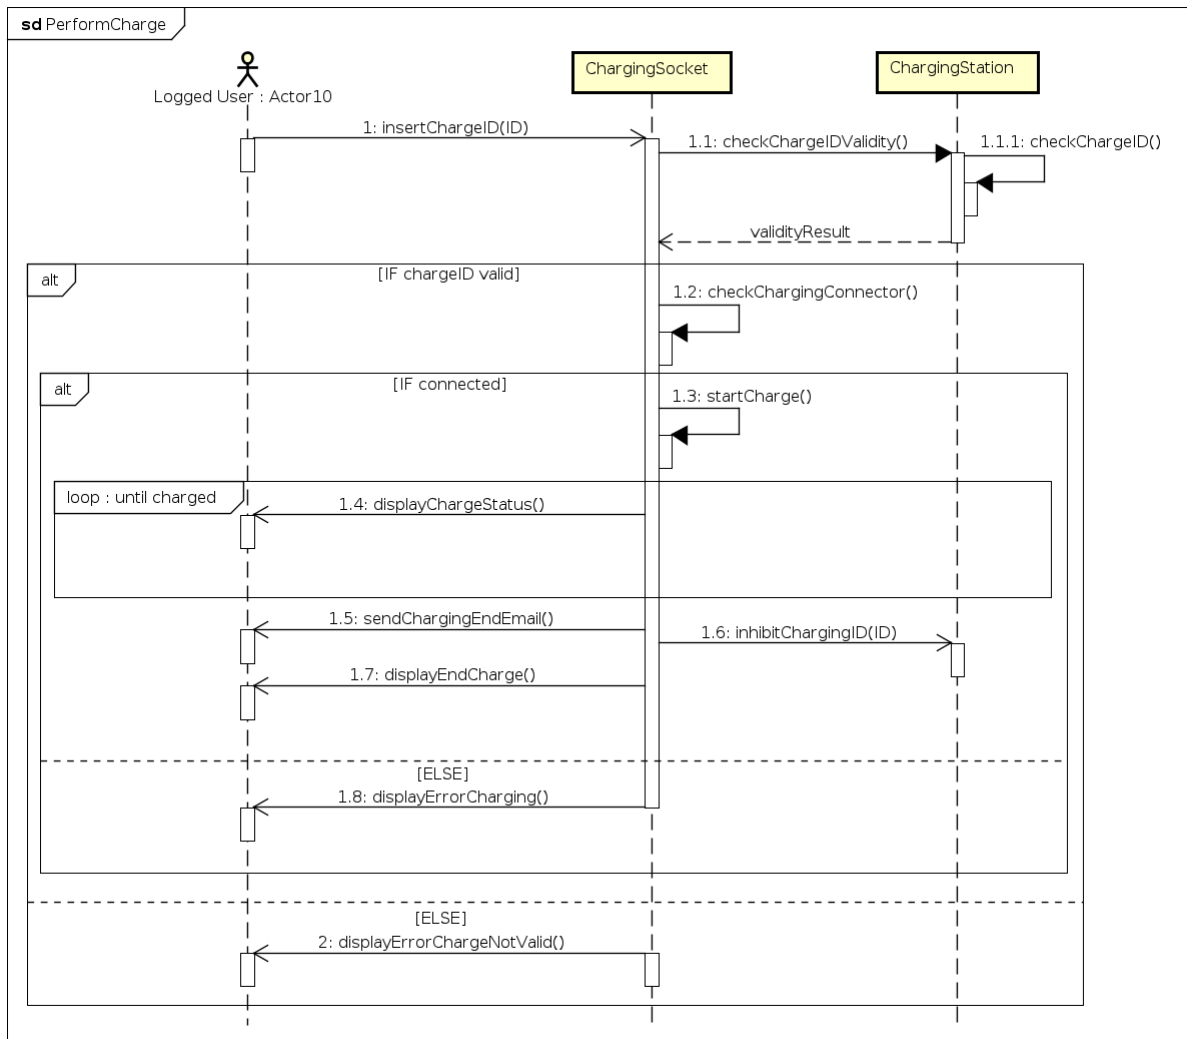 sd PerformCharge
Logged User : Actor10
ChargingSocket
ChargingStation
1: insertChargeID(ID)
1.1: checkChargeIDValidity()
1.1.1: checkChargeID()
validityResult
alt
[IF chargeID valid]
1.2: checkChargingConnector()
alt
[IF connected]
1.3: startCharge()
loop : until charged
1.4: displayChargeStatus()
1.5: sendChargingEndEmail()
1.6: inhibitChargingID(ID)
1.7: displayEndCharge()
[ELSE]
1.8: displayErrorCharging()
[ELSE]
2: displayErrorChargeNotValid()